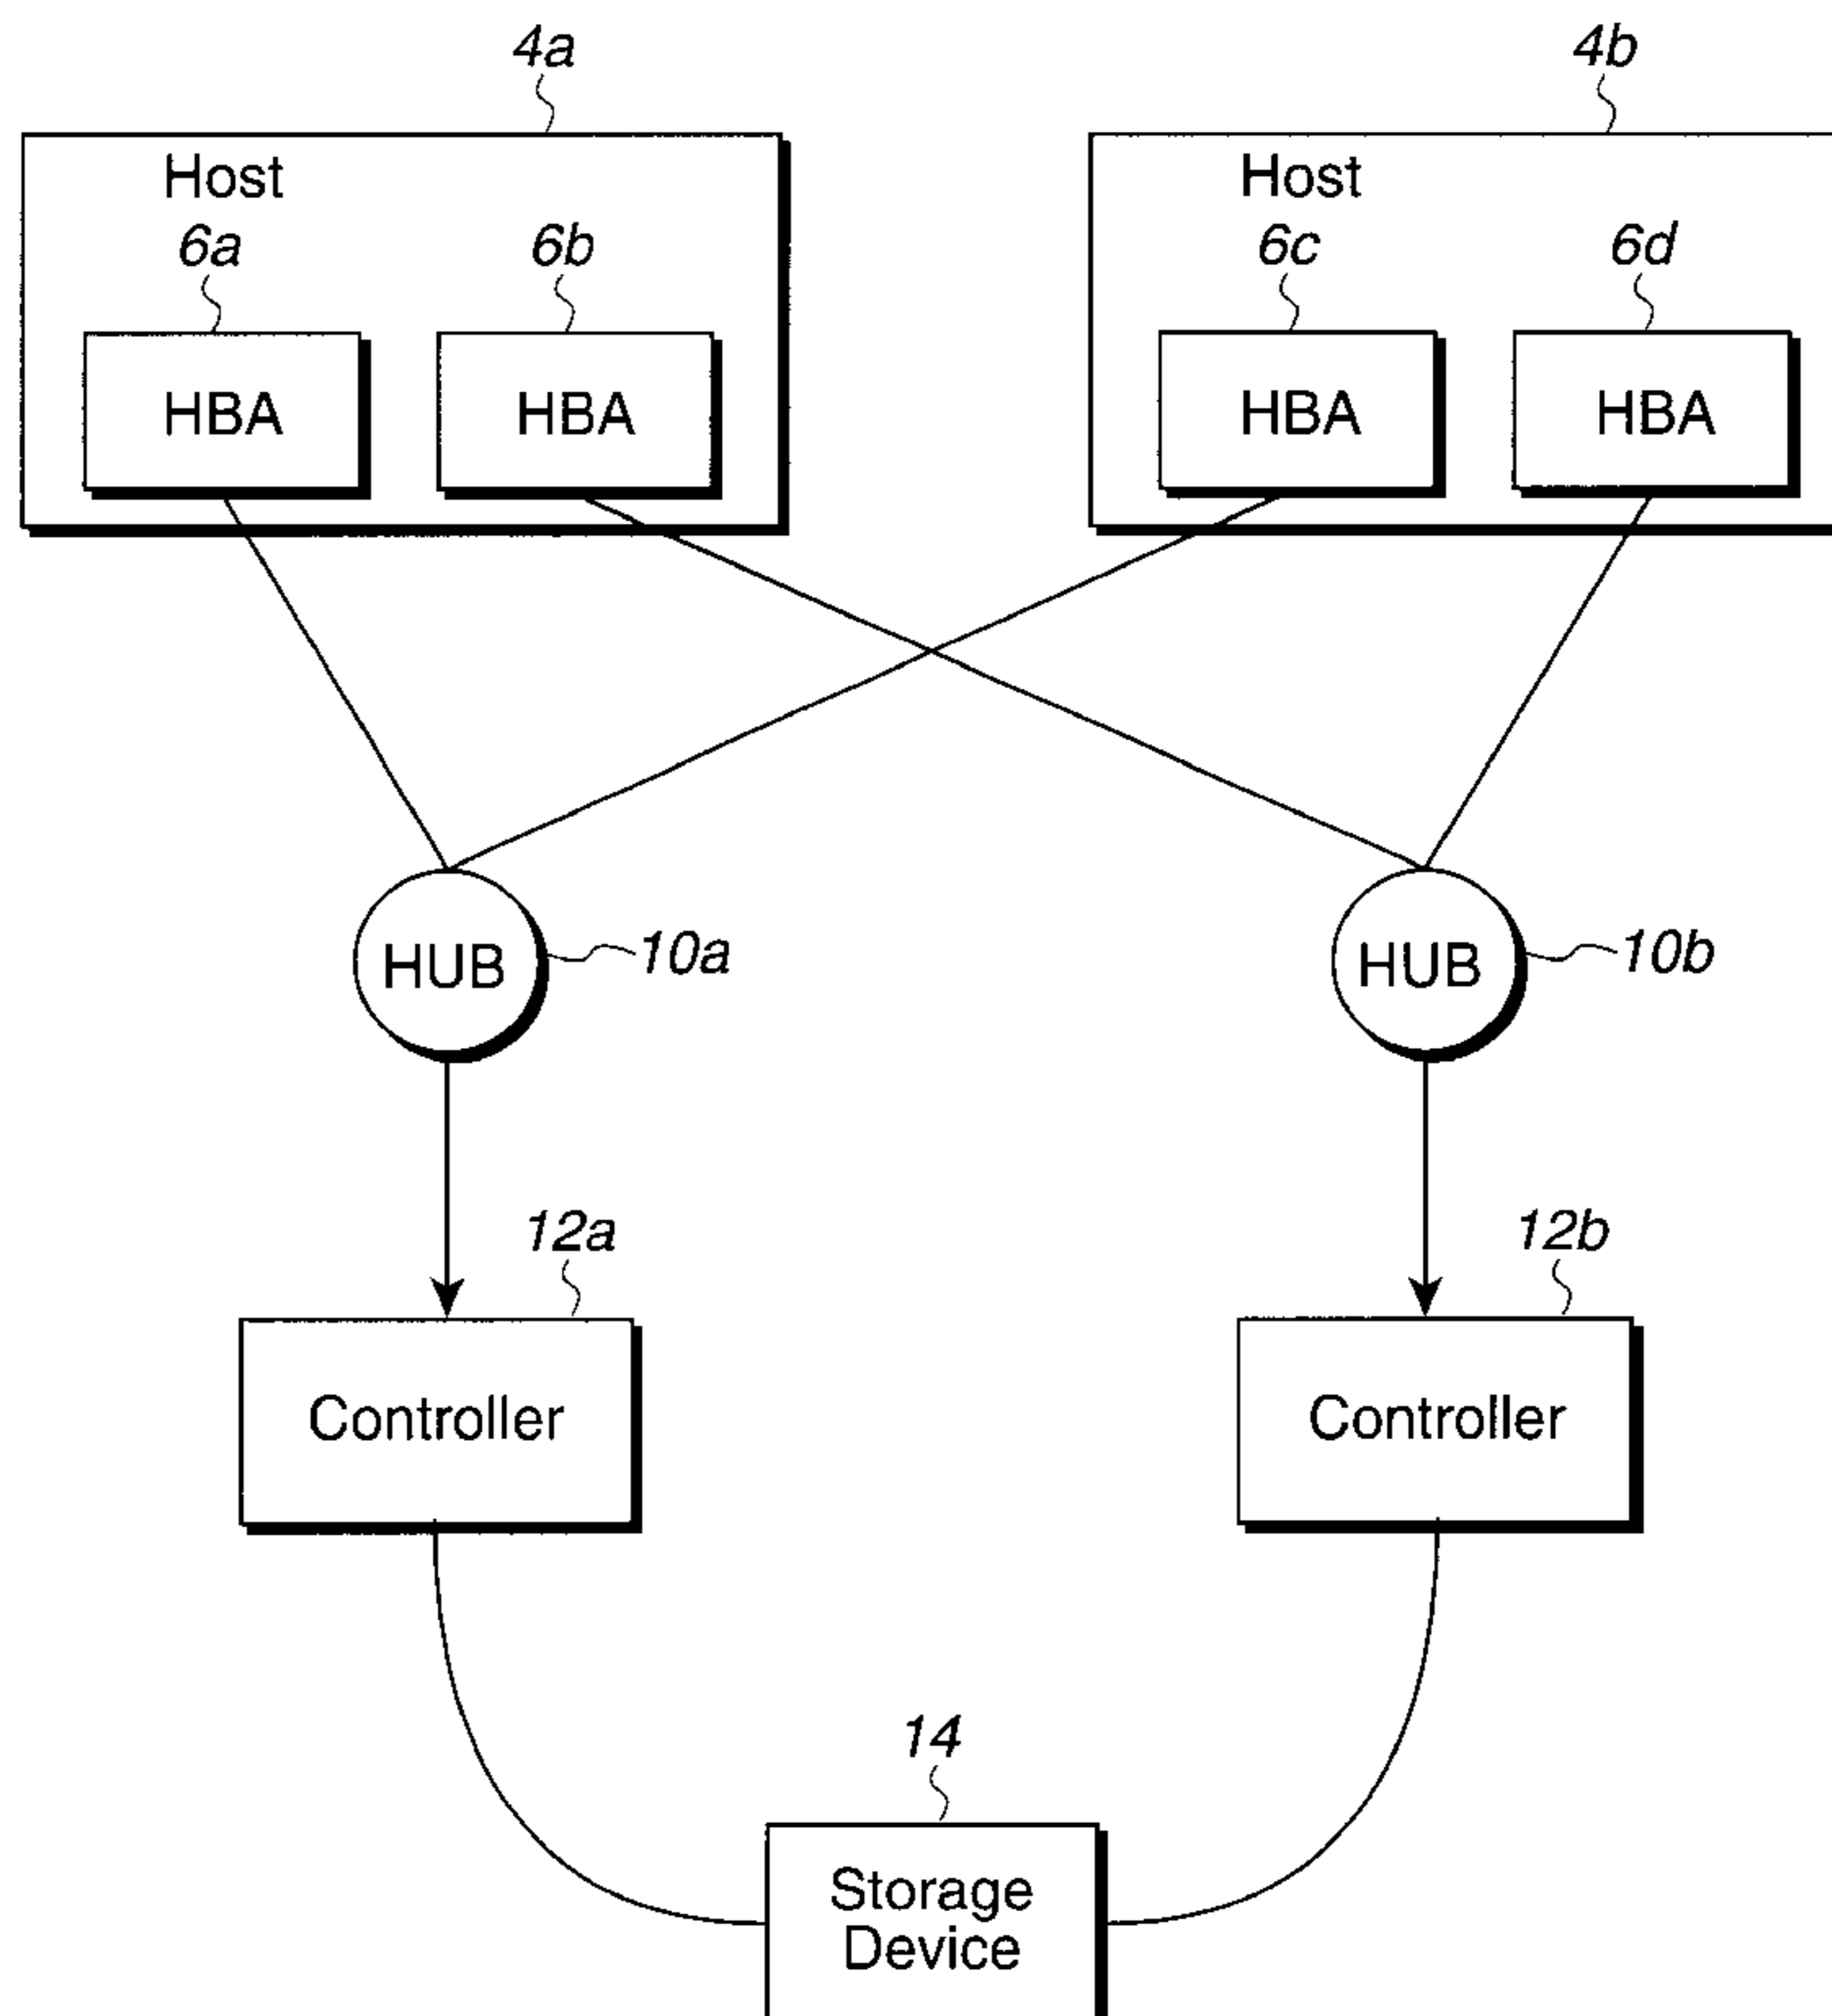 4a 4b
Host Host
6a 6b 6c 6d
HBA HBA HBA HBA
HUB 10a HUB 10b
12a 12b
Controller Controller
14
Storage
Device